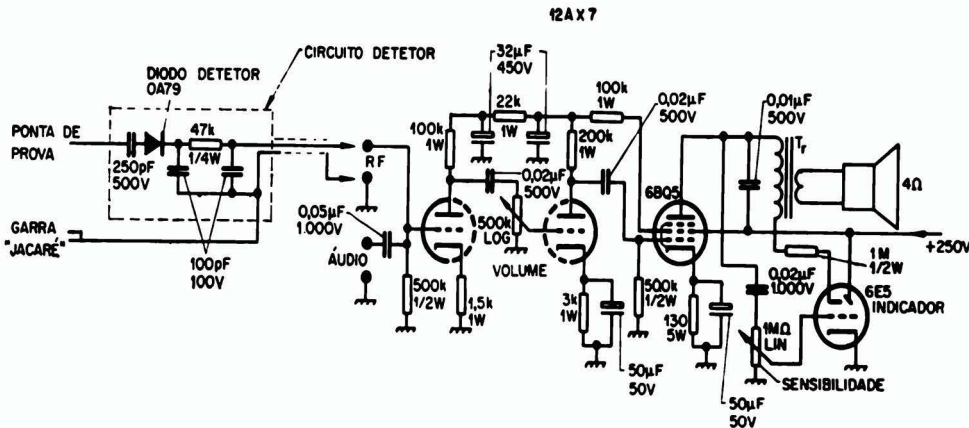 12AX7
CIRCUITO DETETOR
DIODO DETETOR
OA79
32µF
450V
100k
1W
0,02µF
500V
0,01µF
500V
22k
1W
PONTA DE
PROVA
47k
1/4W
250pF
500V
RF
100k
1W
200k
1W
0,02µF
500V
6BQ5
Tr
4Ω
GARRA
"JACARÉ"
100pF
100V
0,05µF
1.000V
ÁUDIO
500k
LOG
VOLUME
+250V
1M
1/2W
0,02µF
1.000V
6E5
INDICADOR
500k
1/2W
1,5k
1W
3k
1W
500k
1/2W
130
5W
1MΩ
LIN
SENSIBILIDADE
50µF
50V
50µF
50V